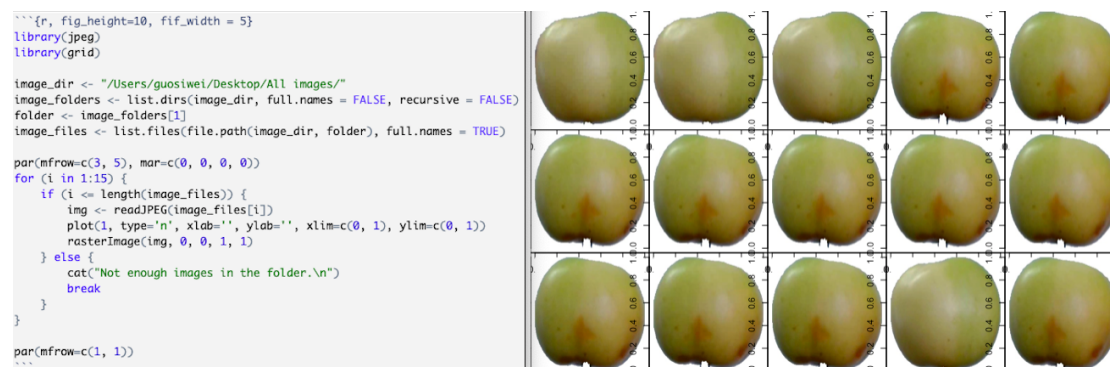 ```{r, fig_height=10, fif_width = 5}
library(jpeg)
library(grid)
image_dir <- "/Users/guosiwei/Desktop/All images/"
image_folders <- list.dirs(image_dir, full.names = FALSE, recursive = FALSE)
folder <- image_folders[1]
image_files <- list.files(file.path(image_dir, folder), full.names = TRUE)
par(mfrow=c(3, 5), mar=c(0, 0, 0, 0))
for (i in 1:15) {
if (i <= length(image_files)) {
img <- readJPEG(image_files[i])
plot(1, type='n', xlab='', ylab='', xlim=c(0, 1), ylim=c(0, 1))
rasterImage(img, 0, 0, 1, 1)
} else {
cat("Not enough images in the folder.\n")
break
}
}
par(mfrow=c(1, 1))
```